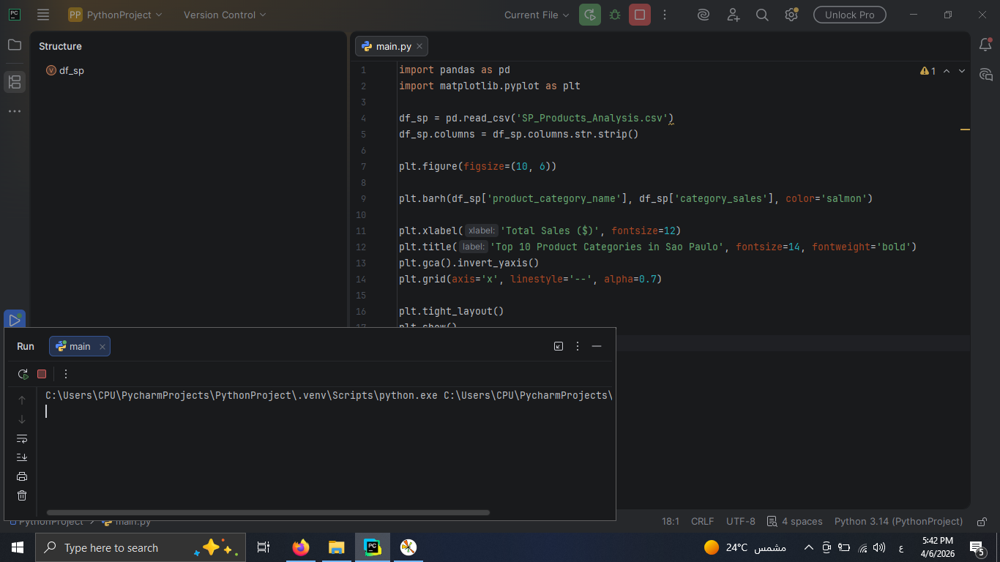 PC
PP PythonProject
Version Control
Current File
Unlock Pro
Structure
V df_sp
main.py
1 import pandas as pd
2 import matplotlib.pyplot as plt
3
4 df_sp = pd.read_csv('SP_Products_Analysis.csv')
5 df_sp.columns = df_sp.columns.str.strip()
6
7 plt.figure(figsize=(10, 6))
8
9 plt.barh(df_sp['product_category_name'], df_sp['category_sales'], color='salmon')
10
11 plt.xlabel(xlabel: 'Total Sales ($)', fontsize=12)
12 plt.title(label: 'Top 10 Product Categories in Sao Paulo', fontsize=14, fontweight='bold')
13 plt.gca().invert_yaxis()
14 plt.grid(axis='x', linestyle='--', alpha=0.7)
15
16 plt.tight_layout()
17 plt.show()
1
Run
main
C:\Users\CPU\PycharmProjects\PythonProject\.venv\Scripts\python.exe C:\Users\CPU\PycharmProjects\
PythonProject > main.py
18:1 CRLF UTF-8 4 spaces Python 3.14 (PythonProject)
Type here to search
PC
24°C مشمس
ع
5:42 PM
4/6/2026
5